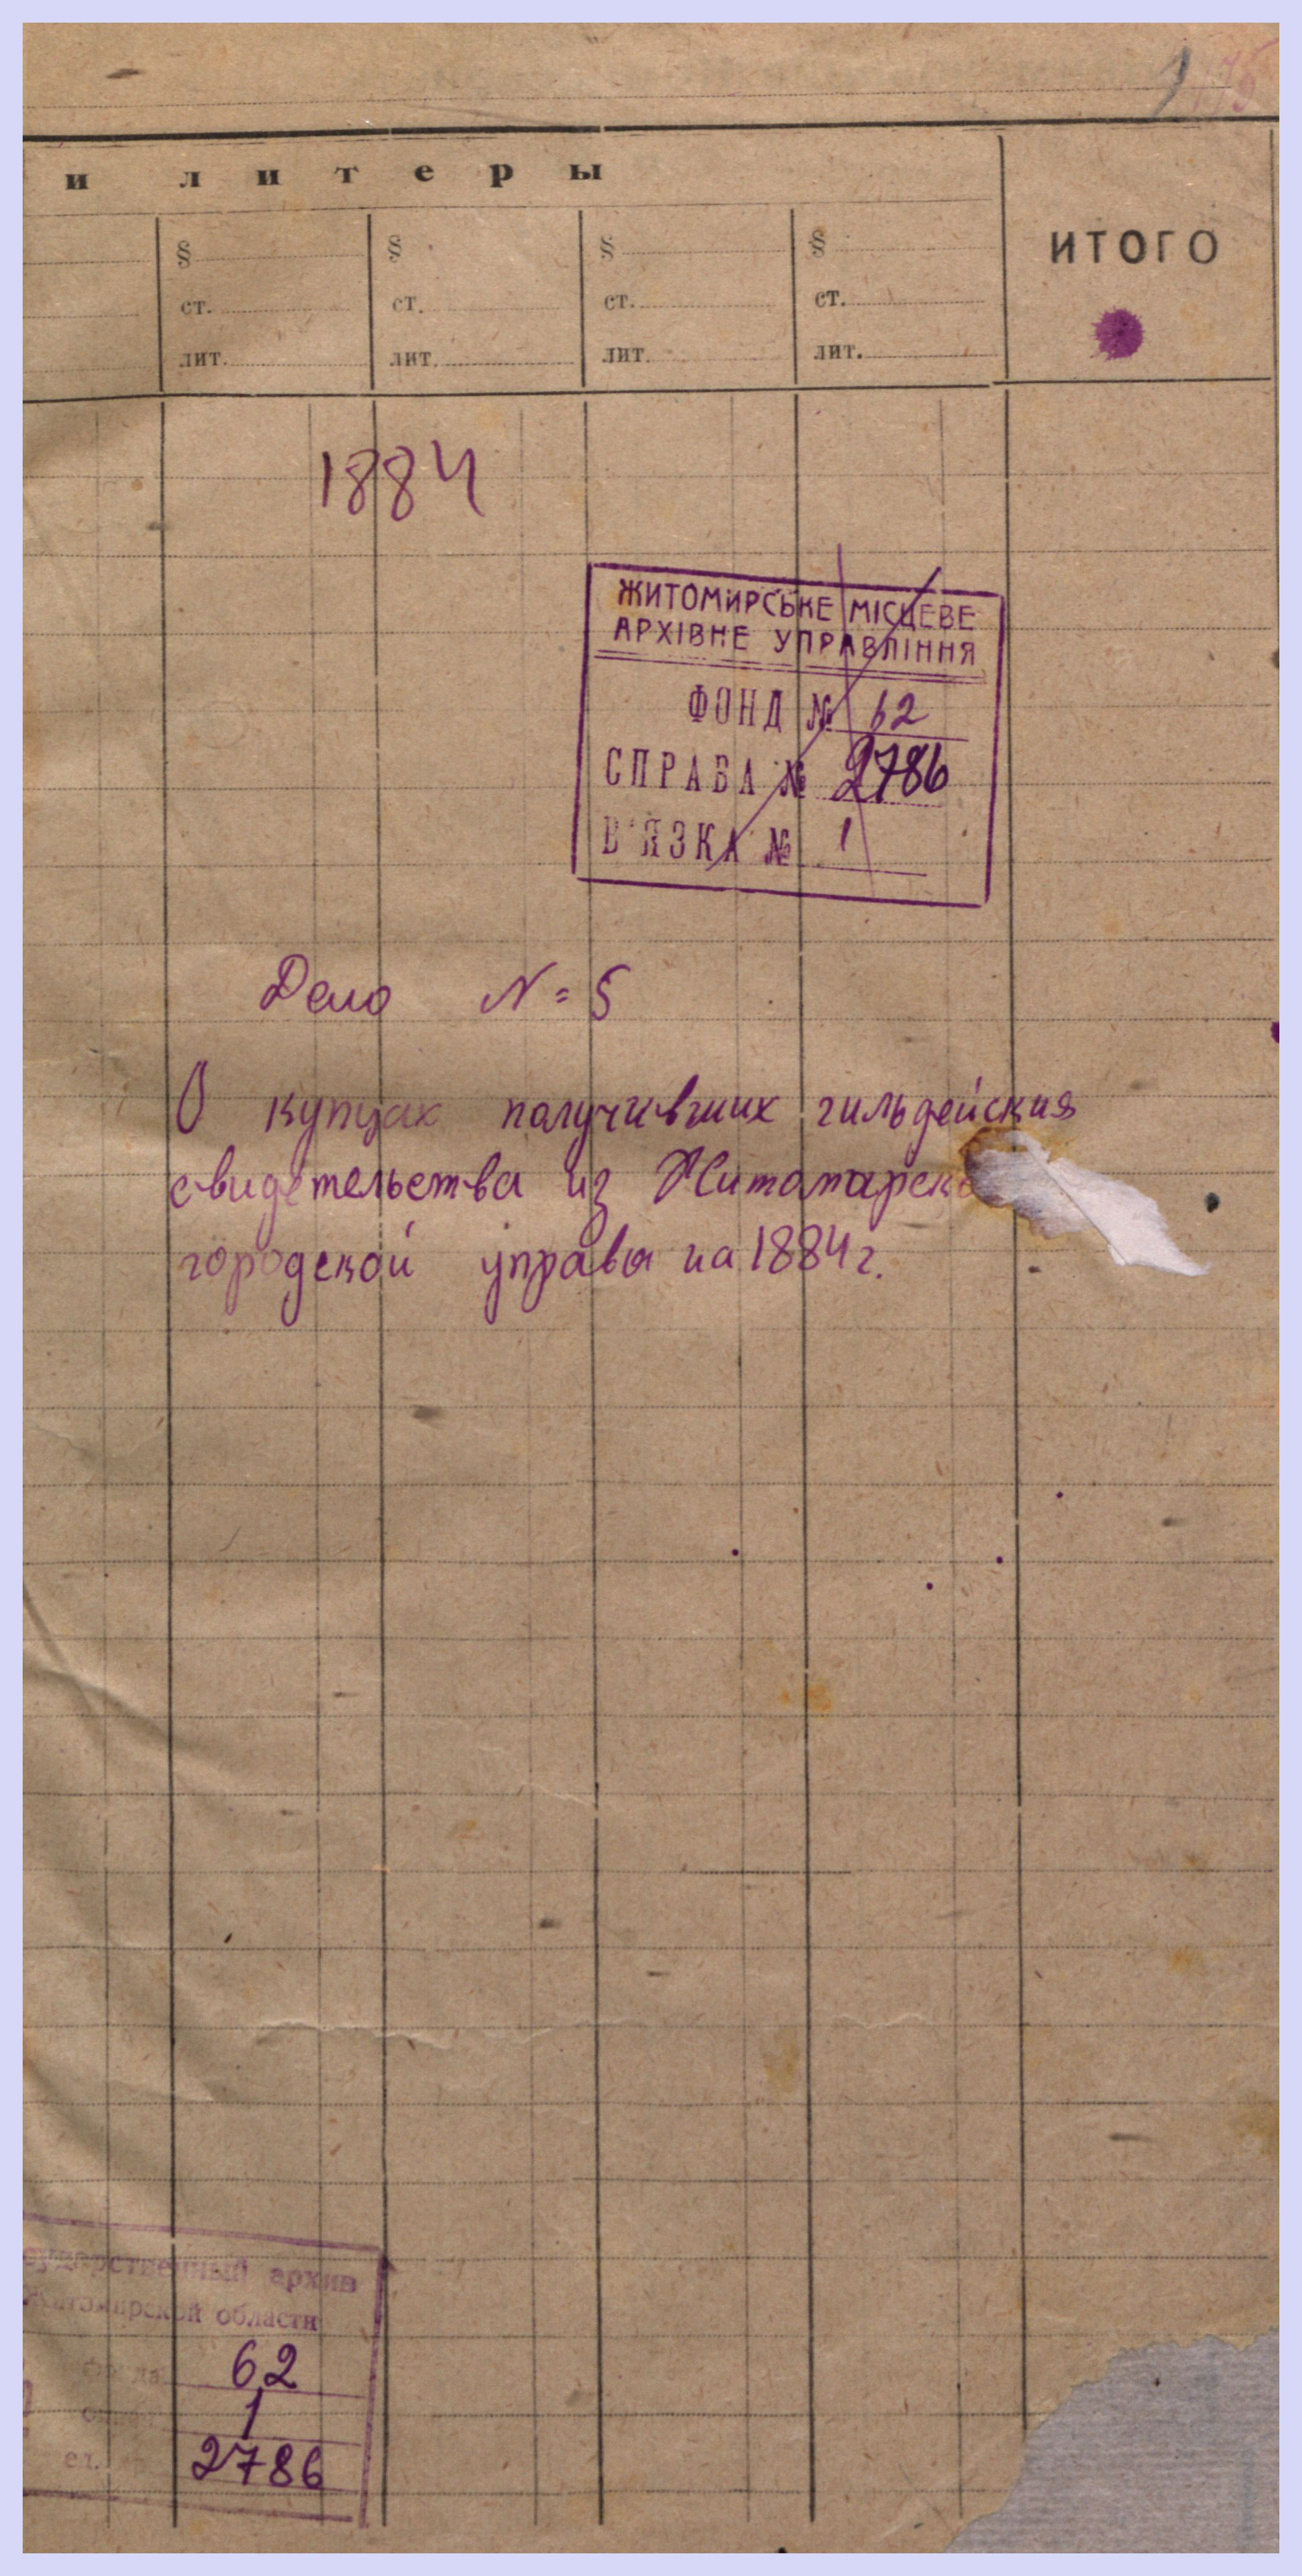 и литеры
ИТОГО
§ § § §
ст. ст. ст. ст.
лит. лит. лит. лит.
1884
ЖИТОМИРСЬКЕ МІСЦЕВЕ
АРХІВНЕ УПРАВЛІННЯ
ФОНД № 62
СПРАВА № 2786
В'ЯЗКА № 1
Дело N = 5
О купцах получивших гильдейския
свидетельства из
городской управы на 1884 г.
архив
области
62
1
2786